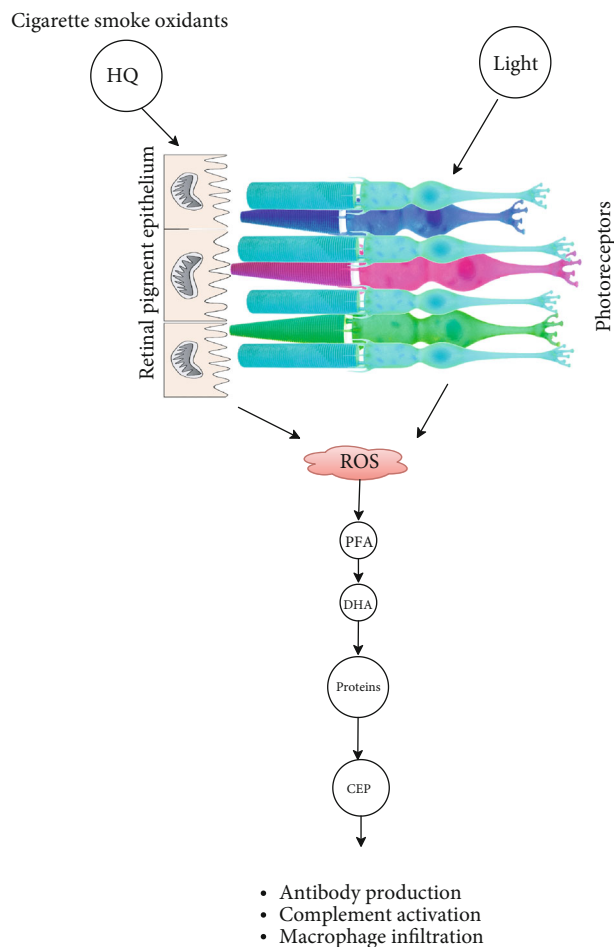 Cigarette smoke oxidants
HQ
Light
Retinal pigment epithelium
Photoreceptors
ROS
PFA
DHA
Proteins
CEP
• Antibody production
• Complement activation
• Macrophage infiltration